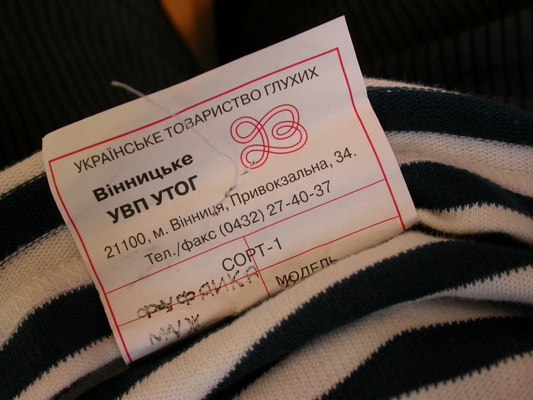 УКРАЇНСЬКЕ ТОВАРИСТВО ГЛУХИХ
Вінницьке
УВП УТОГ
21100, м. Вінниця, Привокзальна, 34.
Тел./факс (0432) 27-40-37
СОРТ-1
МОДЕЛЬ
МУЖ